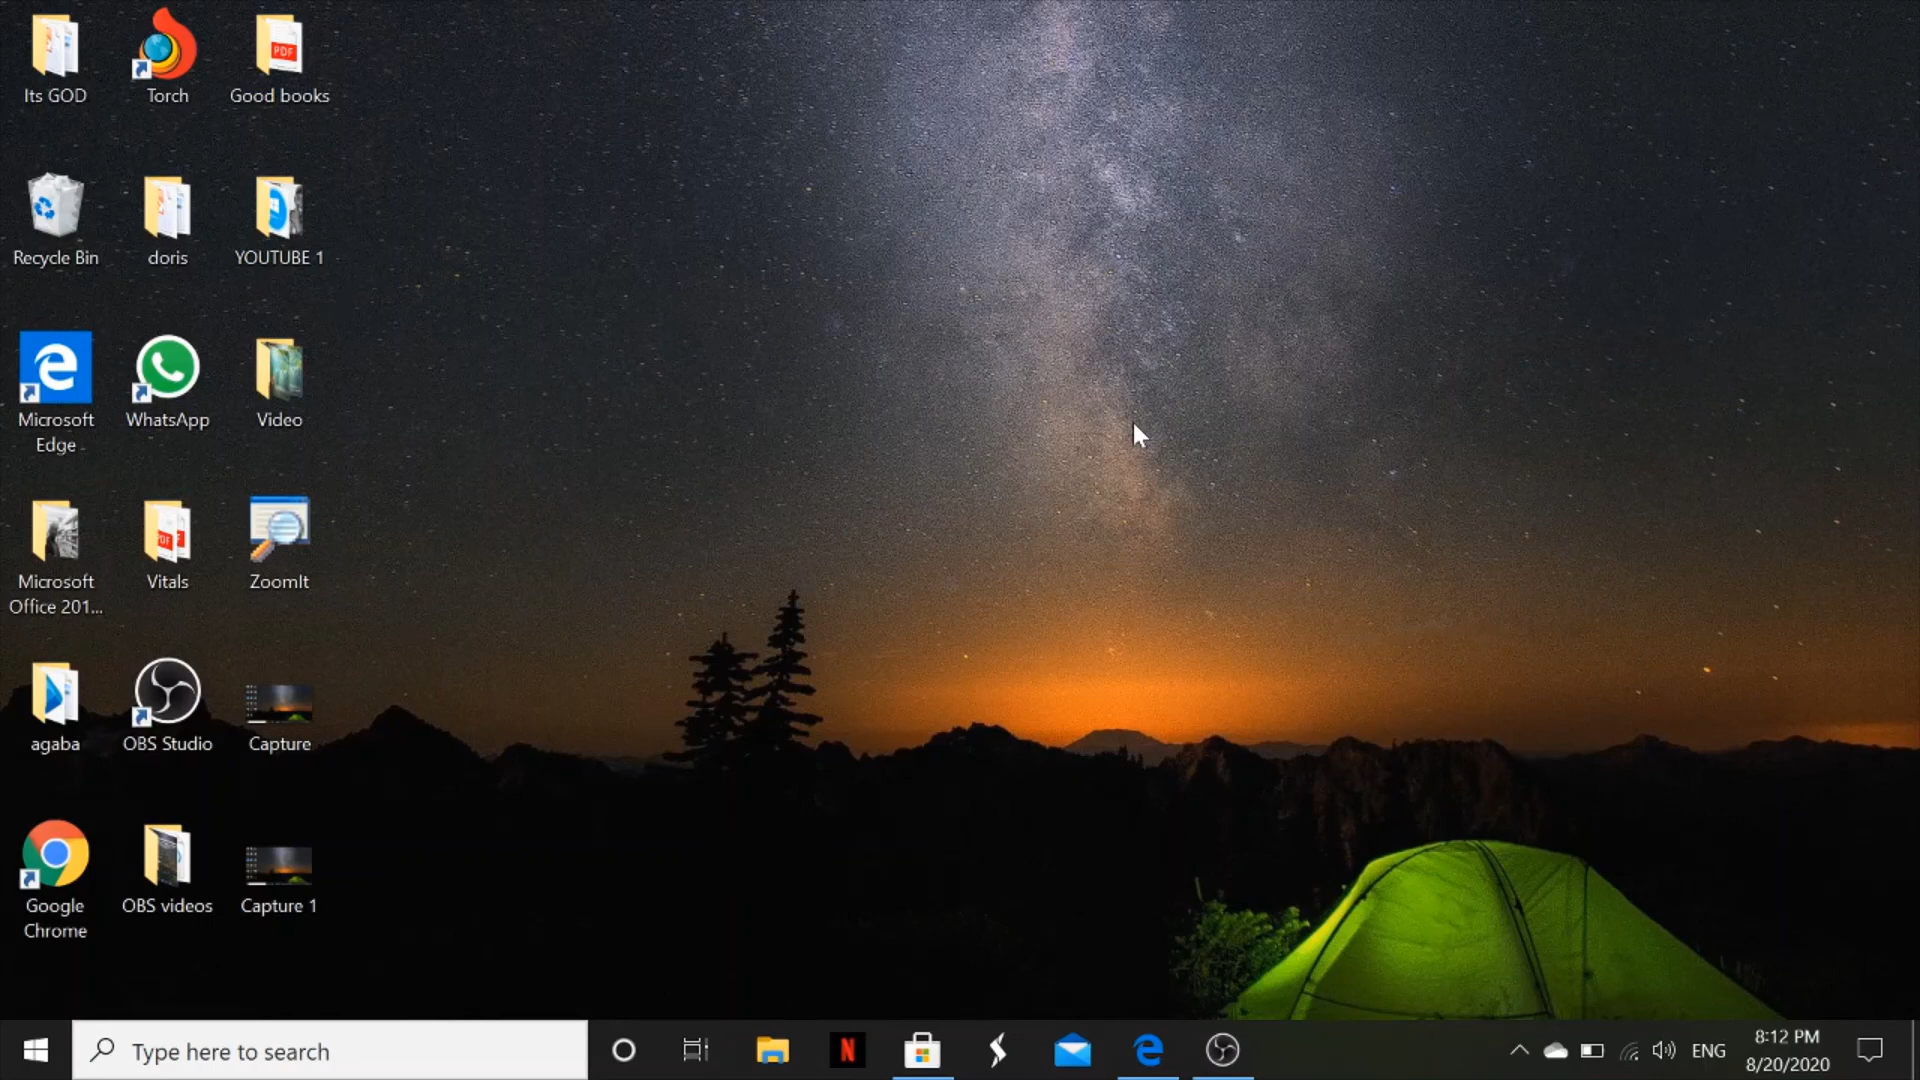 Its GOD
Torch
Good books
PDF
Recycle Bin
doris
YOUTUBE 1
Microsoft
Edge
WhatsApp
Video
Microsoft
Office 201...
Vitals
PDF
ZoomIt
agaba
OBS Studio
Capture
Google
Chrome
OBS videos
Capture 1
Type here to search
N
ENG
8:12 PM
8/20/2020